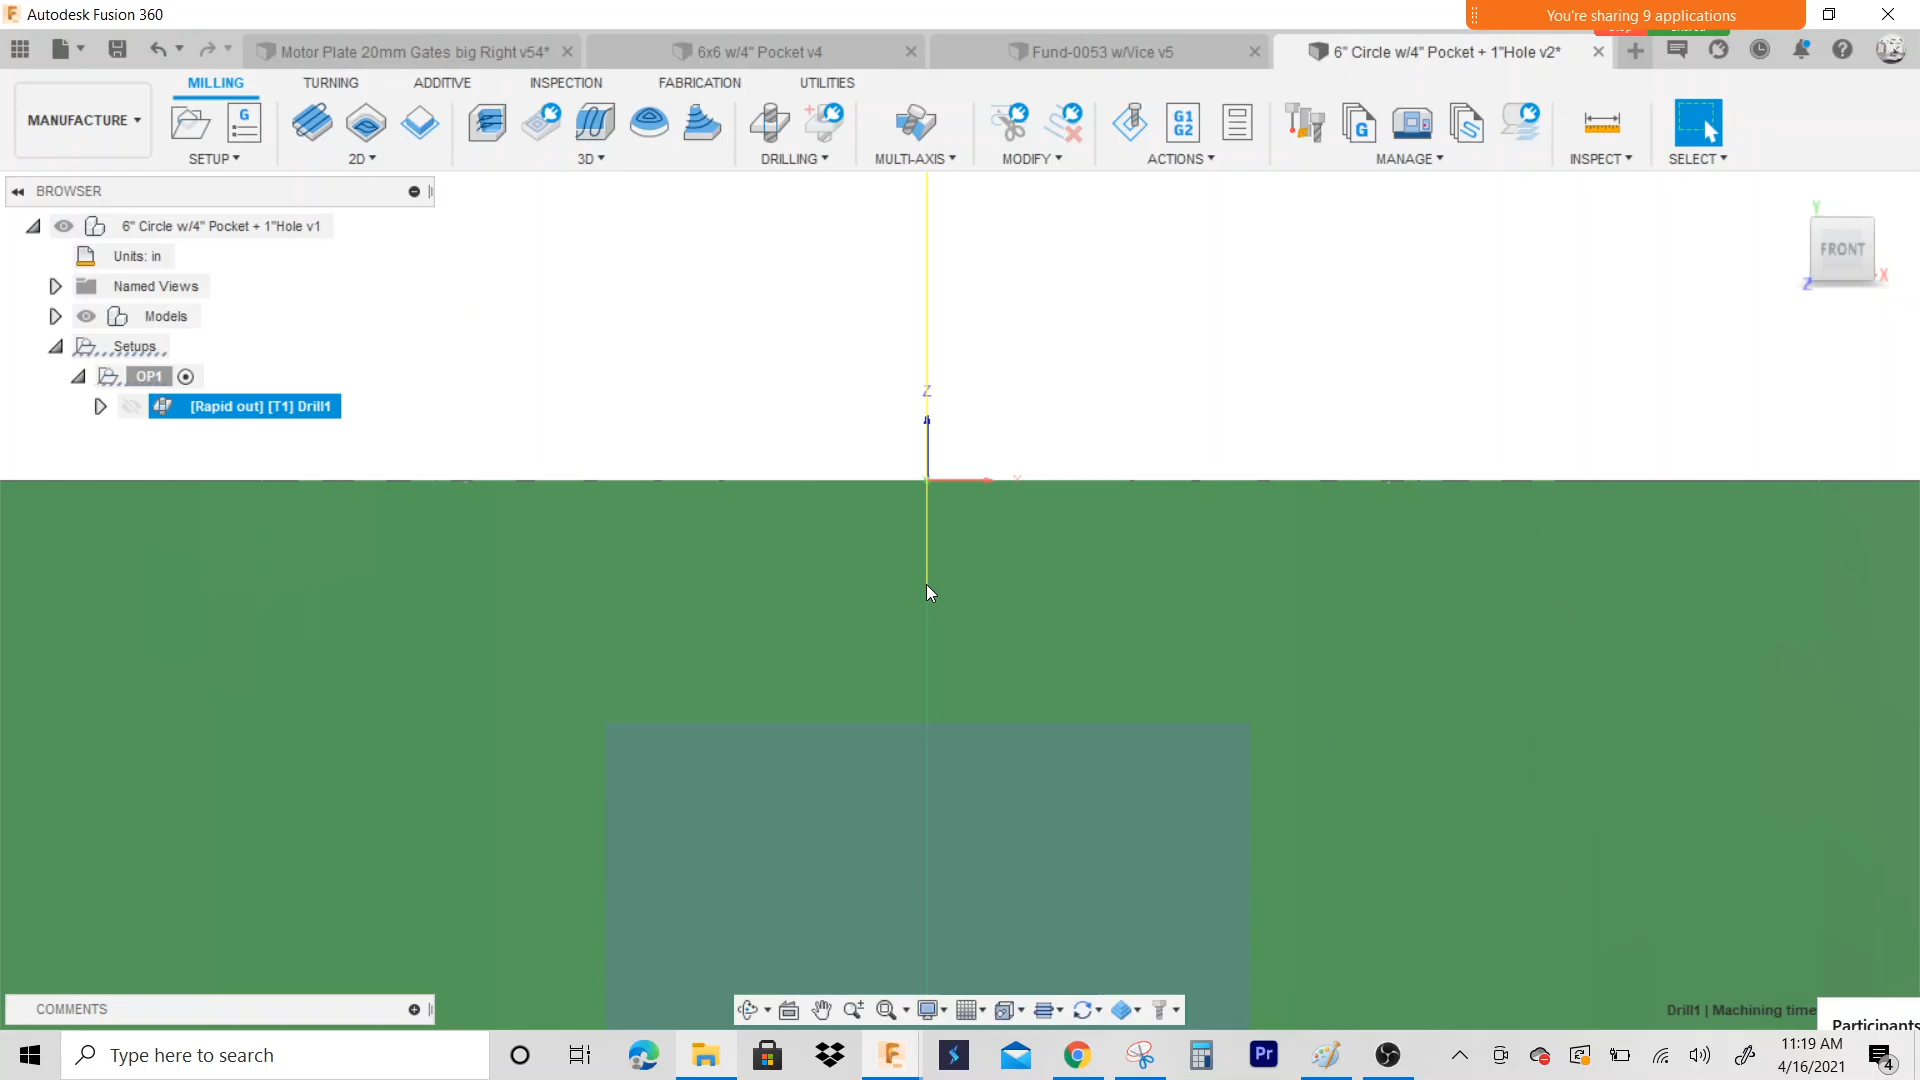 Autodesk Fusion 360
You're sharing 9 applications
Motor Plate 20mm Gates big Right v54*
6x6 w/4" Pocket v4
Fund-0053 w/Vice v5
6" Circle w/4" Pocket + 1"Hole v2*
MILLING
TURNING
ADDITIVE
INSPECTION
FABRICATION
UTILITIES
MANUFACTURE
G
G1
G2
G
SETUP
2D
3D
DRILLING
MULTI-AXIS
MODIFY
ACTIONS
MANAGE
INSPECT
SELECT
BROWSER
6" Circle w/4" Pocket + 1"Hole v1
Units: in
Named Views
Models
Setups
OP1
[Rapid out] [T1] Drill1
Y
FRONT
X
Z
Z
X
COMMENTS
Drill1 | Machining time
Participants
Type here to search
Pr
11:19 AM
4/16/2021
4